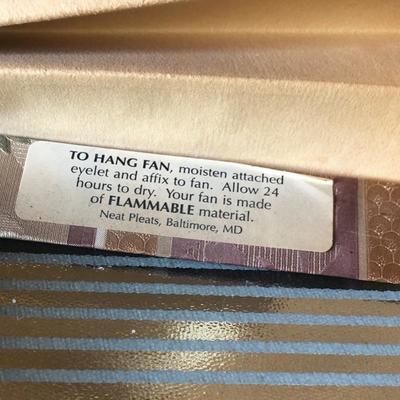 TO HANG FAN, moisten attached
eyelet and affix to fan. Allow 24
hours to dry. Your fan is made
of FLAMMABLE material.
Neat Pleats, Baltimore, MD